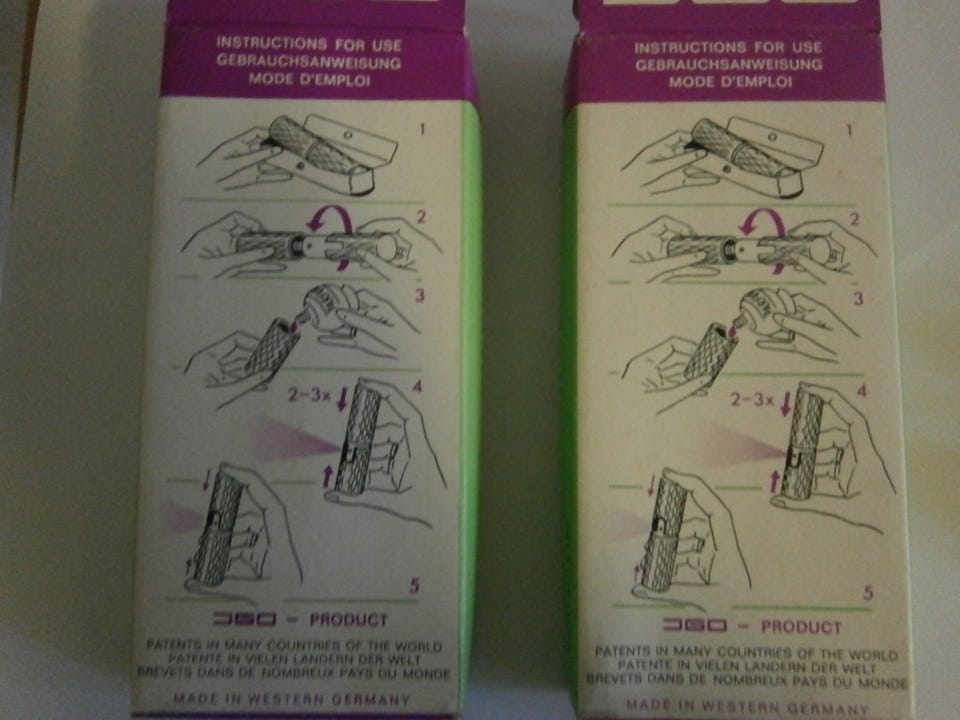 INSTRUCTIONS FOR USE
GEBRAUCHSANWEISUNG
MODE D'EMPLOI
1
2
3
2-3x
4
5
- PRODUCT
PATENTS IN MANY COUNTRIES OF THE WORLD
PATENTE IN VIELEN LANDERN DER WELT
BREVETS DANS DE NOMBREUX PAYS DU MONDE
MADE IN WESTERN GERMANY
INSTRUCTIONS FOR USE
GEBRAUCHSANWEISUNG
MODE D'EMPLOI
1
2
3
2-3x
4
5
- PRODUCT
PATENTS IN MANY COUNTRIES OF THE WORLD
PATENTE IN VIELEN LANDERN DER WELT
BREVETS DANS DE NOMBREUX PAYS DU MONDE
MADE IN WESTERN GERMANY